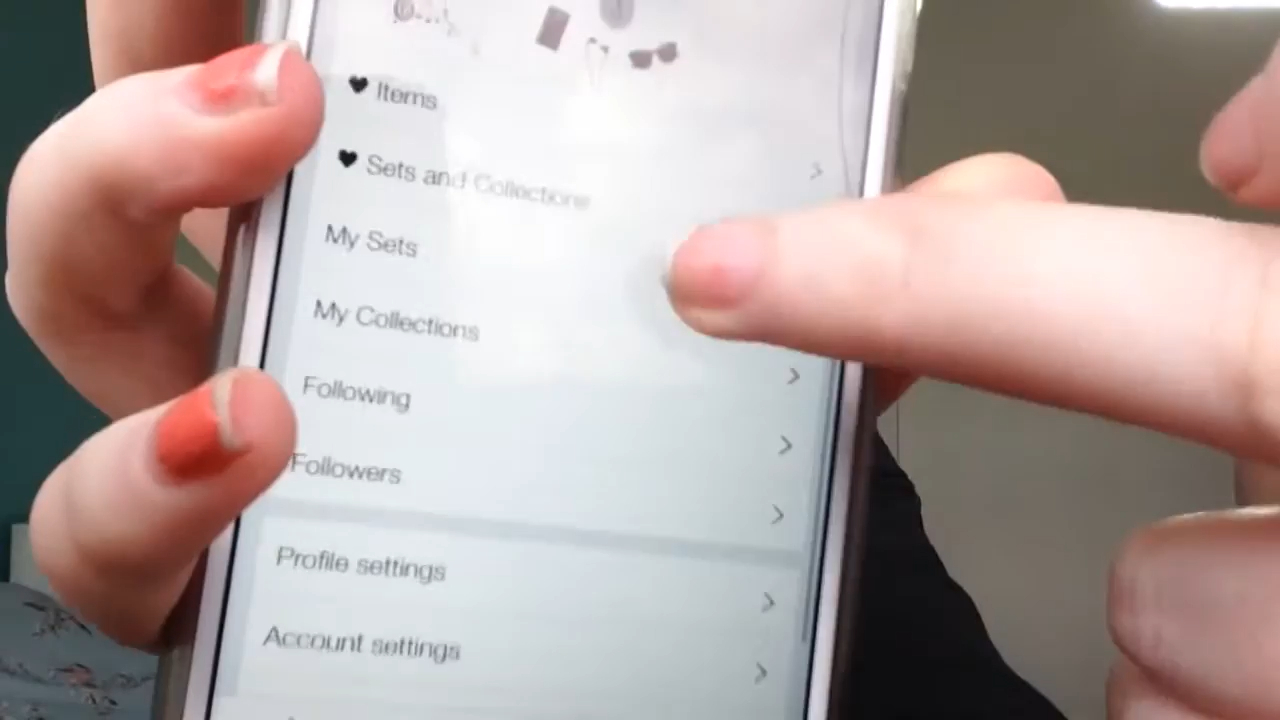 ♥ Items
♥ Sets and Collections
My Sets
My Collections
Following
Followers
Profile settings
Account settings